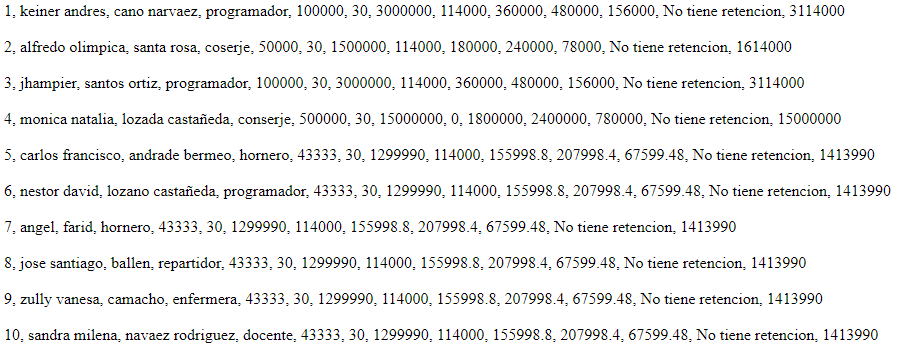 1, keiner andres, cano narvaez, programador, 100000, 30, 3000000, 114000, 360000, 480000, 156000, No tiene retencion, 3114000
2, alfredo olimpica, santa rosa, coserje, 50000, 30, 1500000, 114000, 180000, 240000, 78000, No tiene retencion, 1614000
3, jhampier, santos ortiz, programador, 100000, 30, 3000000, 114000, 360000, 480000, 156000, No tiene retencion, 3114000
4, monica natalia, lozada castañeda, conserje, 500000, 30, 15000000, 0, 1800000, 2400000, 780000, No tiene retencion, 15000000
5, carlos francisco, andrade bermeo, hornero, 43333, 30, 1299990, 114000, 155998.8, 207998.4, 67599.48, No tiene retencion, 1413990
6, nestor david, lozano castañeda, programador, 43333, 30, 1299990, 114000, 155998.8, 207998.4, 67599.48, No tiene retencion, 1413990
7, angel, farid, hornero, 43333, 30, 1299990, 114000, 155998.8, 207998.4, 67599.48, No tiene retencion, 1413990
8, jose santiago, ballen, repartidor, 43333, 30, 1299990, 114000, 155998.8, 207998.4, 67599.48, No tiene retencion, 1413990
9, zully vanesa, camacho, enfermera, 43333, 30, 1299990, 114000, 155998.8, 207998.4, 67599.48, No tiene retencion, 1413990
10, sandra milena, navaez rodriguez, docente, 43333, 30, 1299990, 114000, 155998.8, 207998.4, 67599.48, No tiene retencion, 1413990